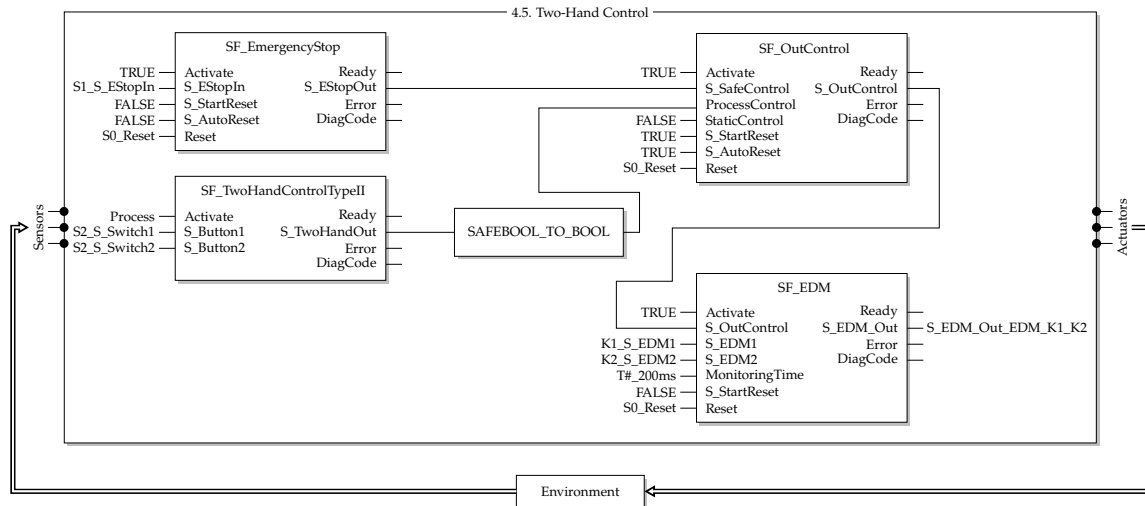 4.5. Two-Hand Control
SF_EmergencyStop
TRUE Activate Ready
S1_S_EStopIn S_EStopIn S_EStopOut
FALSE S_StartReset Error
FALSE S_AutoReset DiagCode
S0_Reset Reset
SF_OutControl
TRUE Activate Ready
S_SafeControl S_OutControl
ProcessControl Error
FALSE StaticControl DiagCode
TRUE S_StartReset
TRUE S_AutoReset
S0_Reset Reset
SF_TwoHandControlTypeII
Process Activate Ready
S2_S_Switch1 S_Button1 S_TwoHandOut
S2_S_Switch2 S_Button2 Error
DiagCode
SAFEBOOL_TO_BOOL
Sensors
Actuators
SF_EDM
TRUE Activate Ready
S_OutControl S_EDM_Out S_EDM_Out_EDM_K1_K2
K1_S_EDM1 S_EDM1 Error
K2_S_EDM2 S_EDM2 DiagCode
T#_200ms MonitoringTime
FALSE S_StartReset
S0_Reset Reset
Environment